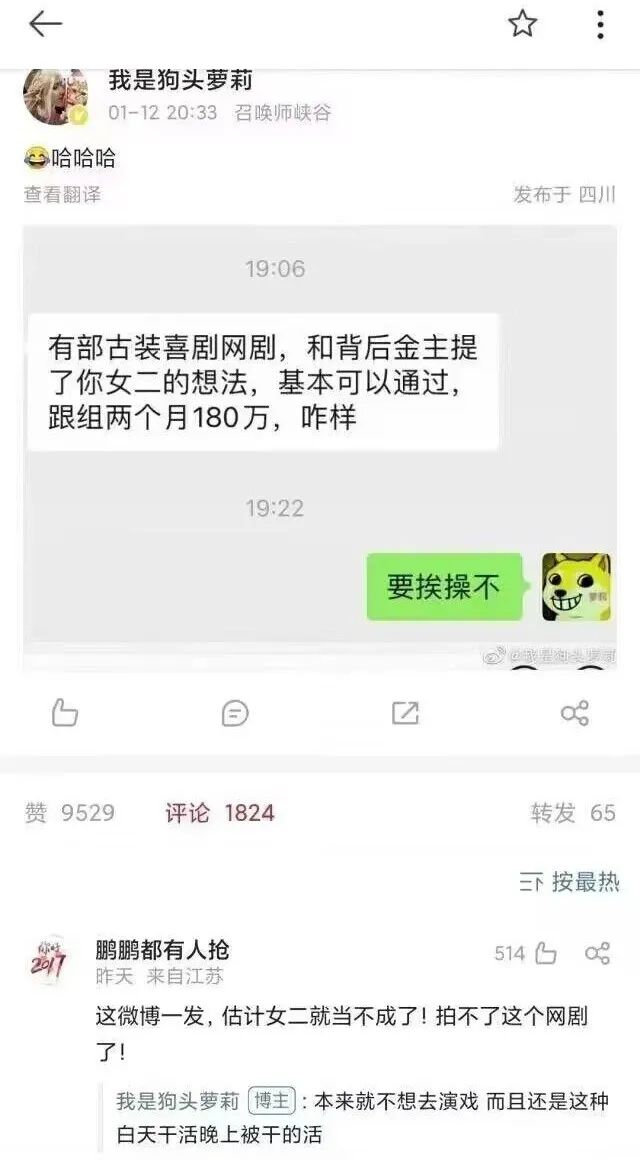 我是狗头萝莉
01-12 20:33 召唤师峡谷
😂哈哈哈
查看翻译 发布于 四川
19:06
有部古装喜剧网剧，和背后金主提
了你女二的想法，基本可以通过，
跟组两个月180万，咋样
19:22
要挨操不
萝莉
@我是狗头萝莉
赞 9529 评论 1824 转发 65
按最热
鹏鹏都有人抢
514
昨天 来自江苏
2017
这微博一发，估计女二就当不成了！拍不了这个网剧
了！
我是狗头萝莉 博主：本来就不想去演戏 而且还是这种
白天干活晚上被干的活